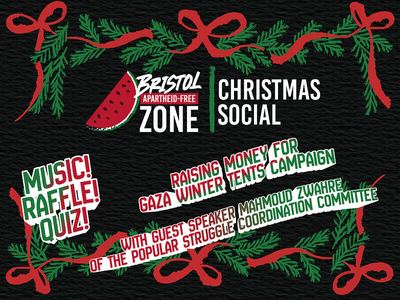 BRISTOL
APARTHEID-FREE
ZONE
CHRISTMAS
SOCIAL
MUSIC!
RAFFLE!
QUIZ!
RAISING MONEY FOR
GAZA WINTER TENTS CAMPAIGN
WITH GUEST SPEAKER MAHMOUD ZWAHRE
OF THE POPULAR STRUGGLE COORDINATION COMMITTEE